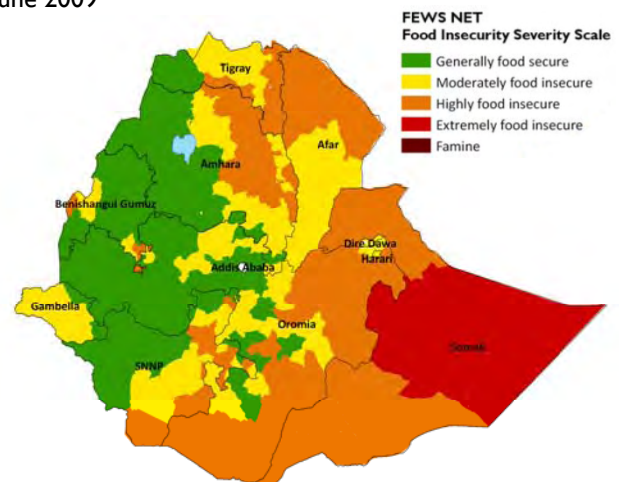 June 2009
FEWS NET
Food Insecurity Severity Scale
Generally food secure
Moderately food insecure
Highly food insecure
Extremely food insecure
Famine
Tigray
Afar
Amhara
Benishangui Gumuz
Dire Dawa
Harari
Addis Ababa
Gambella
Oromia
Somali
SNNP